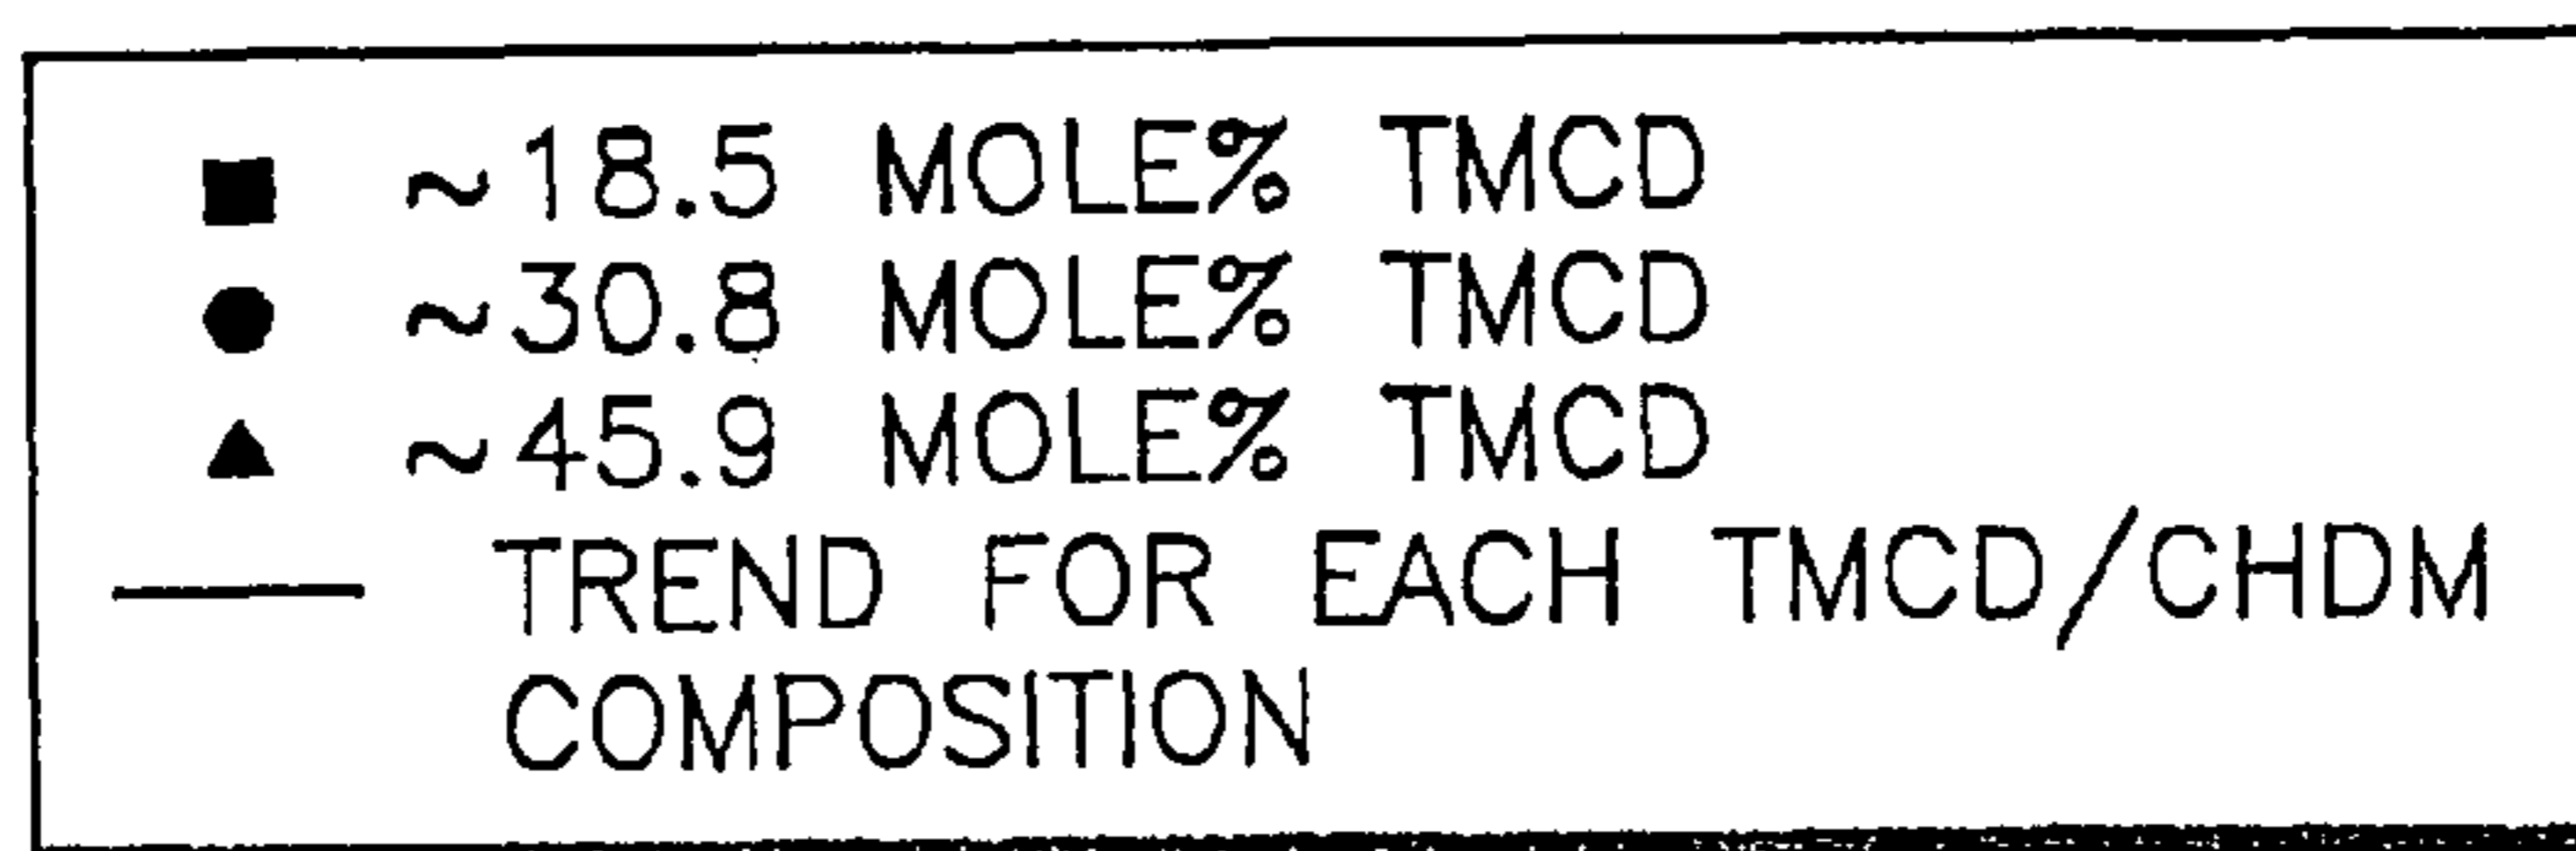 ~18.5 MOLE% TMCD
~30.8 MOLE% TMCD
~45.9 MOLE% TMCD
TREND FOR EACH TMCD/CHDM
COMPOSITION